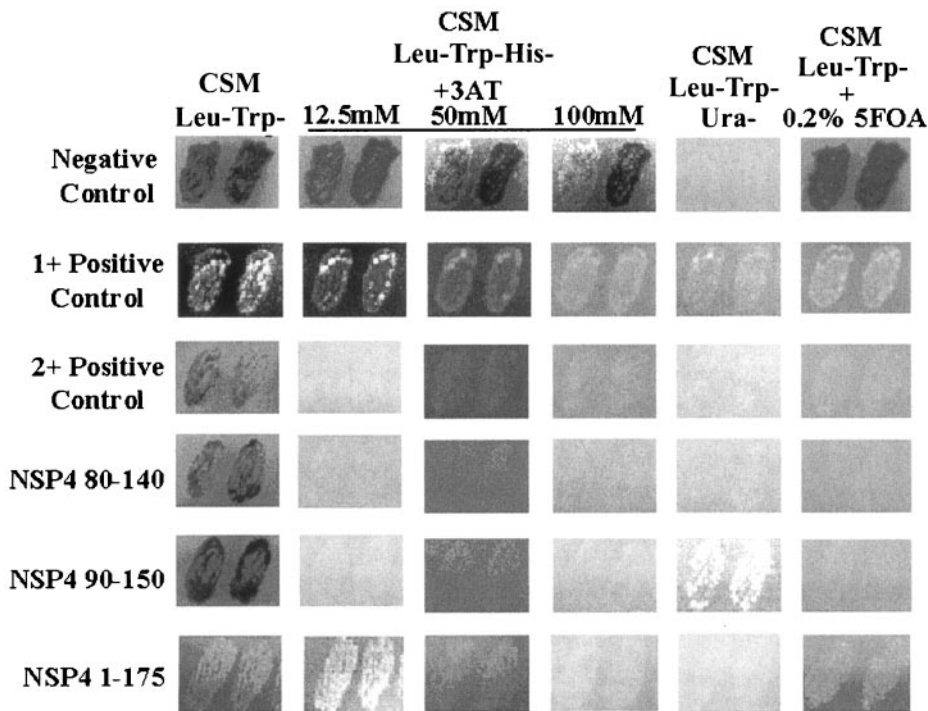 CSM
Leu-Trp-
CSM
Leu-Trp-His-
+3AT
12.5mM 50mM 100mM
CSM
Leu-Trp-
Ura-
CSM
Leu-Trp-
+
0.2% 5FOA
Negative
Control
1+ Positive
Control
2+ Positive
Control
NSP4 80-140
NSP4 90-150
NSP4 1-175